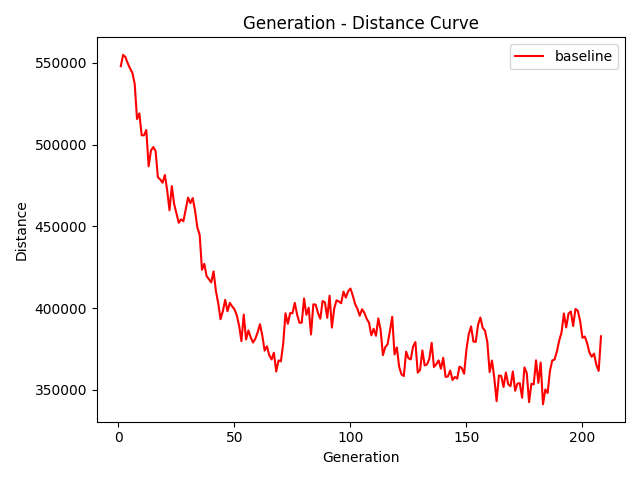 Generation - Distance Curve
baseline
550000
500000
450000
400000
350000
Distance
0 50 100 150 200
Generation